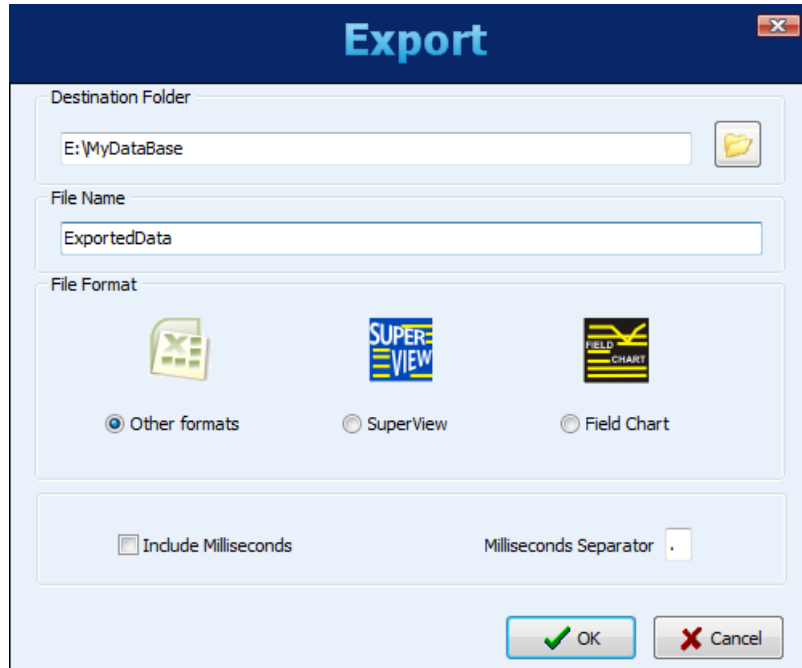 Export
Destination Folder
E:\MyDataBase
File Name
ExportedData
File Format
SUPER
VIEW
FIELD
CHART
Other formats SuperView Field Chart
Include Milliseconds Milliseconds Separator .
OK Cancel